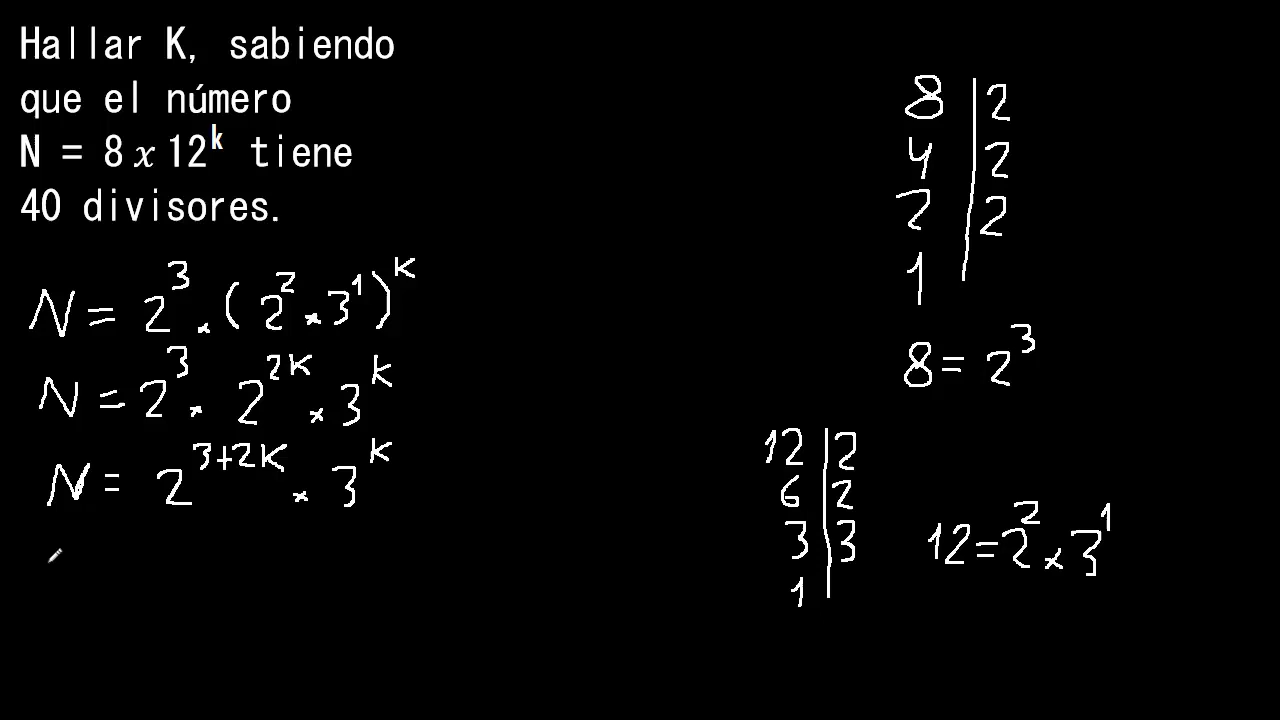 Hallar K, sabiendo
que el número
N = 8 x 12^k tiene
40 divisores.
N = 2^3 × (2^2 × 3^1)^K
N = 2^3 × 2^2K × 3^K
N = 2^3+2K × 3^K
8 | 2
4 | 2
2 | 2
1
8 = 2^3
12 | 2
6 | 2
3 | 3
1
12 = 2^2 × 3^1